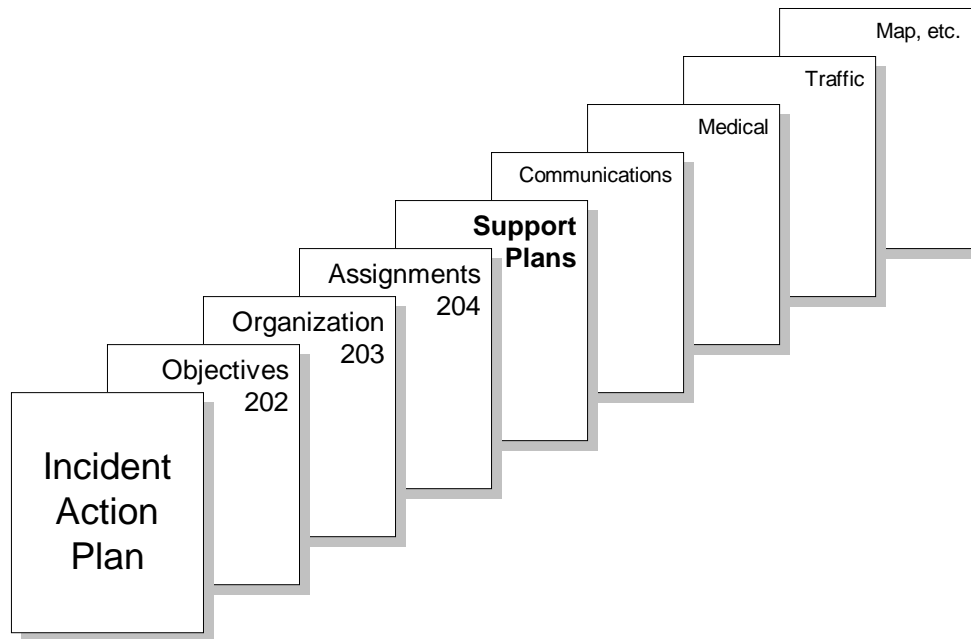 Incident
Action
Plan
Objectives
202
Organization
203
Assignments
204
Support
Plans
Communications
Medical
Traffic
Map, etc.